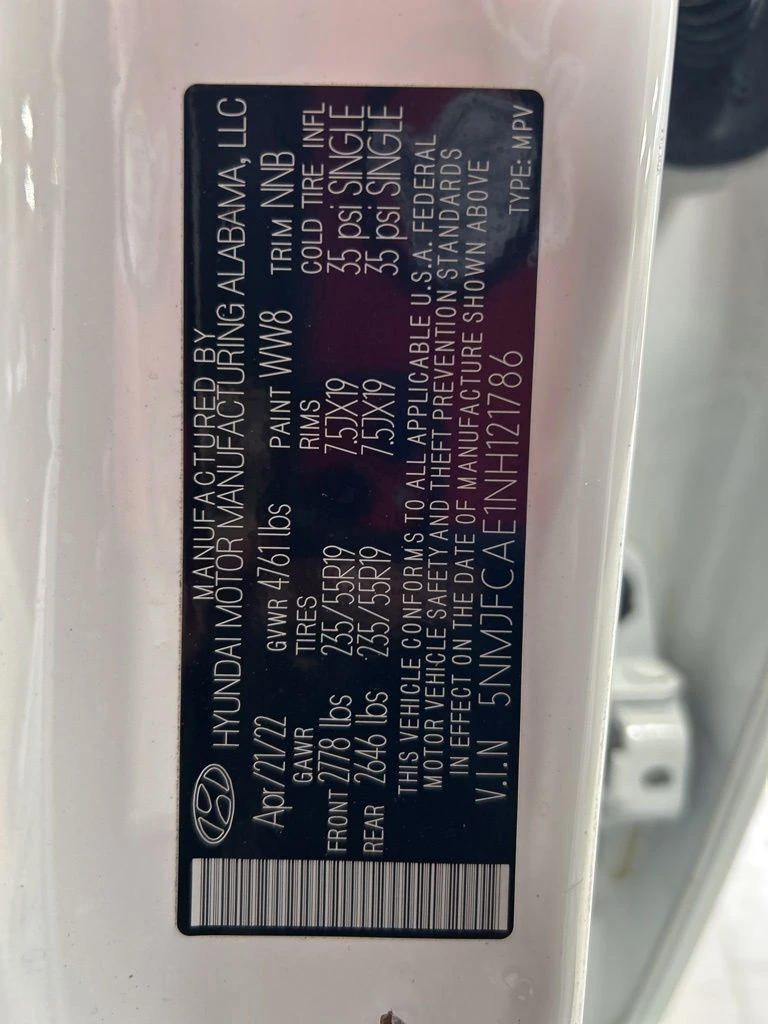 MANUFACTURED BY
HYUNDAI MOTOR MANUFACTURING ALABAMA, LLC
Apr/21/22 GVWR 4761 lbs PAINT WW8 TRIM NNB
GAWR TIRES RIMS COLD TIRE INFL
FRONT 2778 lbs 235/55R19 7.5JX19 35 psi SINGLE
REAR 2646 lbs 235/55R19 7.5JX19 35 psi SINGLE
THIS VEHICLE CONFORMS TO ALL APPLICABLE U.S.A. FEDERAL
MOTOR VEHICLE SAFETY AND THEFT PREVENTION STANDARDS
IN EFFECT ON THE DATE OF MANUFACTURE SHOWN ABOVE
V.I.N 5NMJFCAE1NH121786 TYPE: MPV